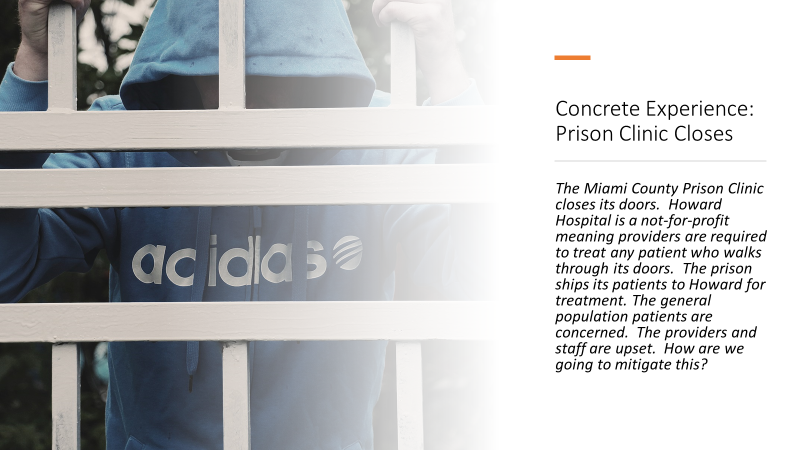 Concrete Experience:
Prison Clinic Closes
The Miami County Prison Clinic
closes its doors.  Howard
Hospital is a not-for-profit
meaning providers are required
to treat any patient who walks
through its doors.  The prison
ships its patients to Howard for
treatment. The general
population patients are
concerned.  The providers and
staff are upset.  How are we
going to mitigate this?
adidas